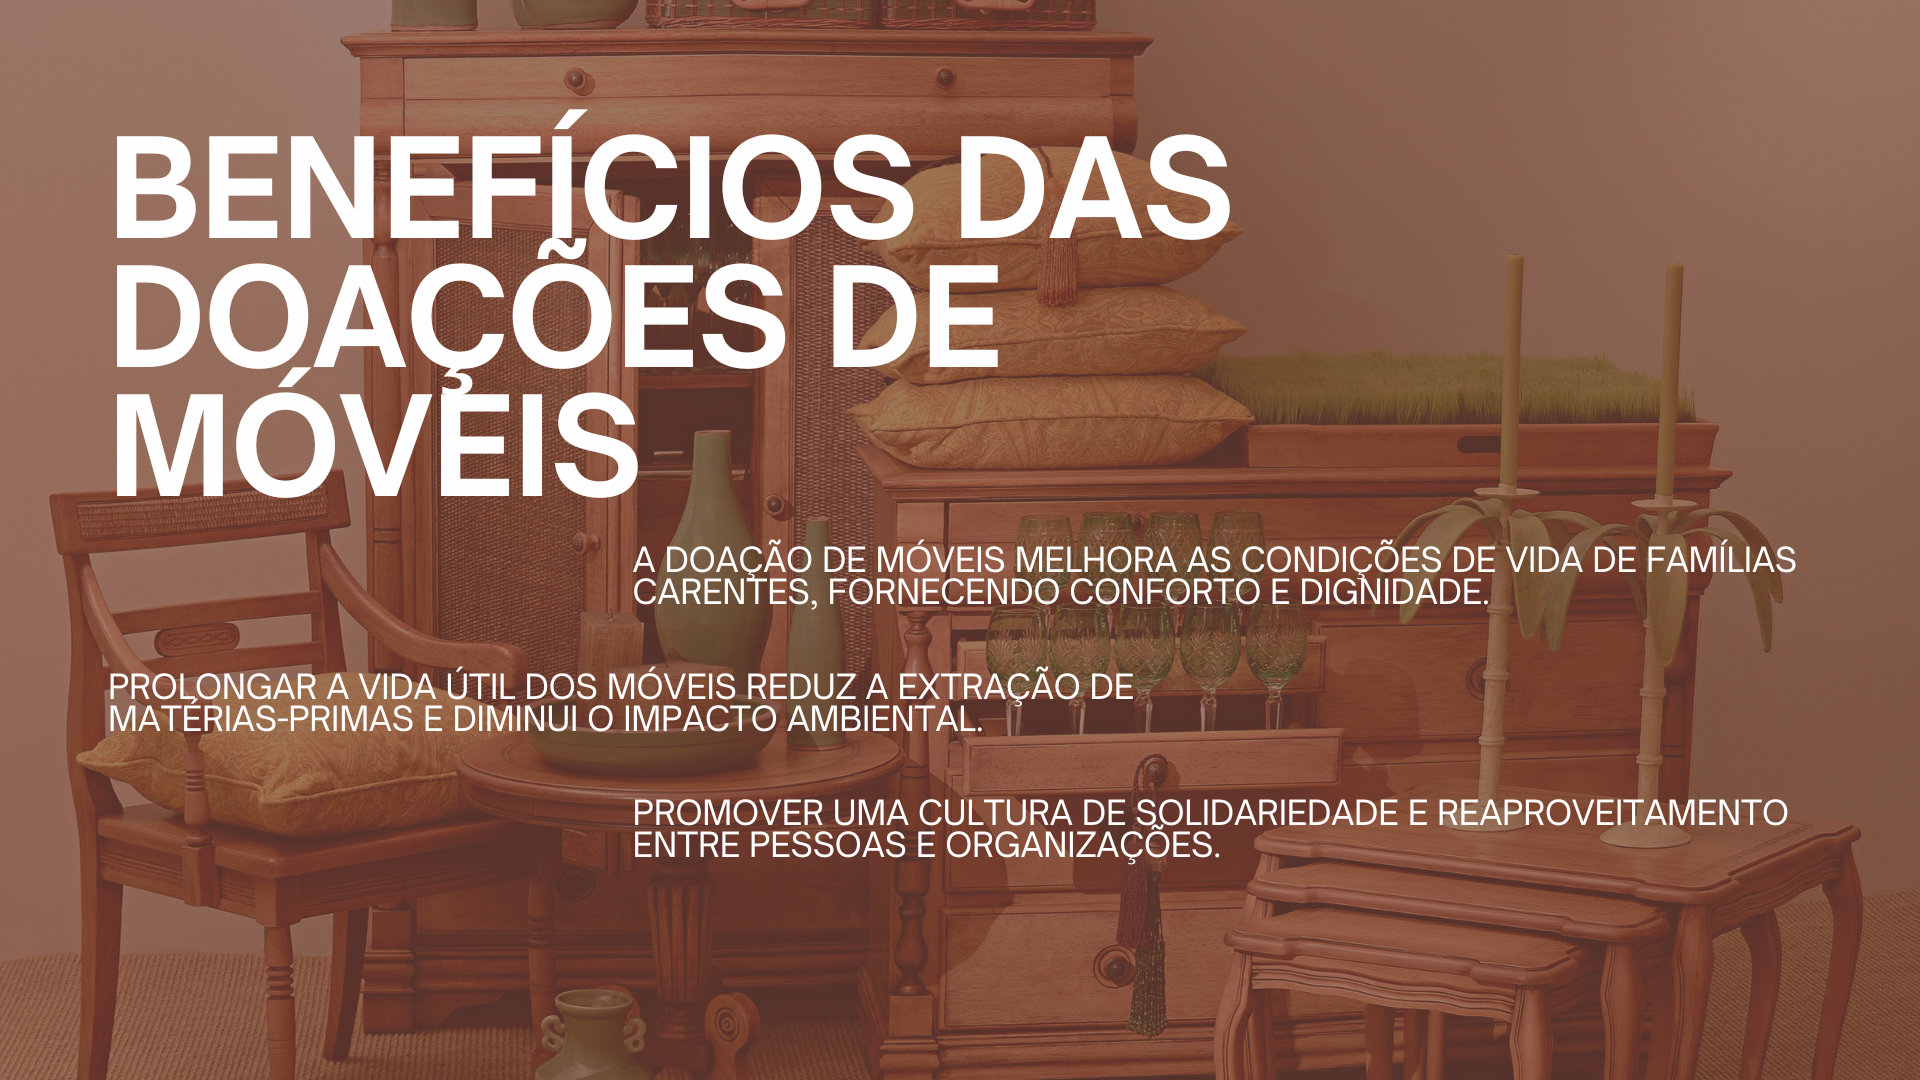 BENEFÍCIOS DAS
DOAÇÕES DE
MÓVEIS
A DOAÇÃO DE MÓVEIS MELHORA AS CONDIÇÕES DE VIDA DE FAMÍLIAS
CARENTES, FORNECENDO CONFORTO E DIGNIDADE.
PROLONGAR A VIDA ÚTIL DOS MÓVEIS REDUZ A EXTRAÇÃO DE
MATÉRIAS-PRIMAS E DIMINUI O IMPACTO AMBIENTAL.
PROMOVER UMA CULTURA DE SOLIDARIEDADE E REAPROVEITAMENTO
ENTRE PESSOAS E ORGANIZAÇÕES.